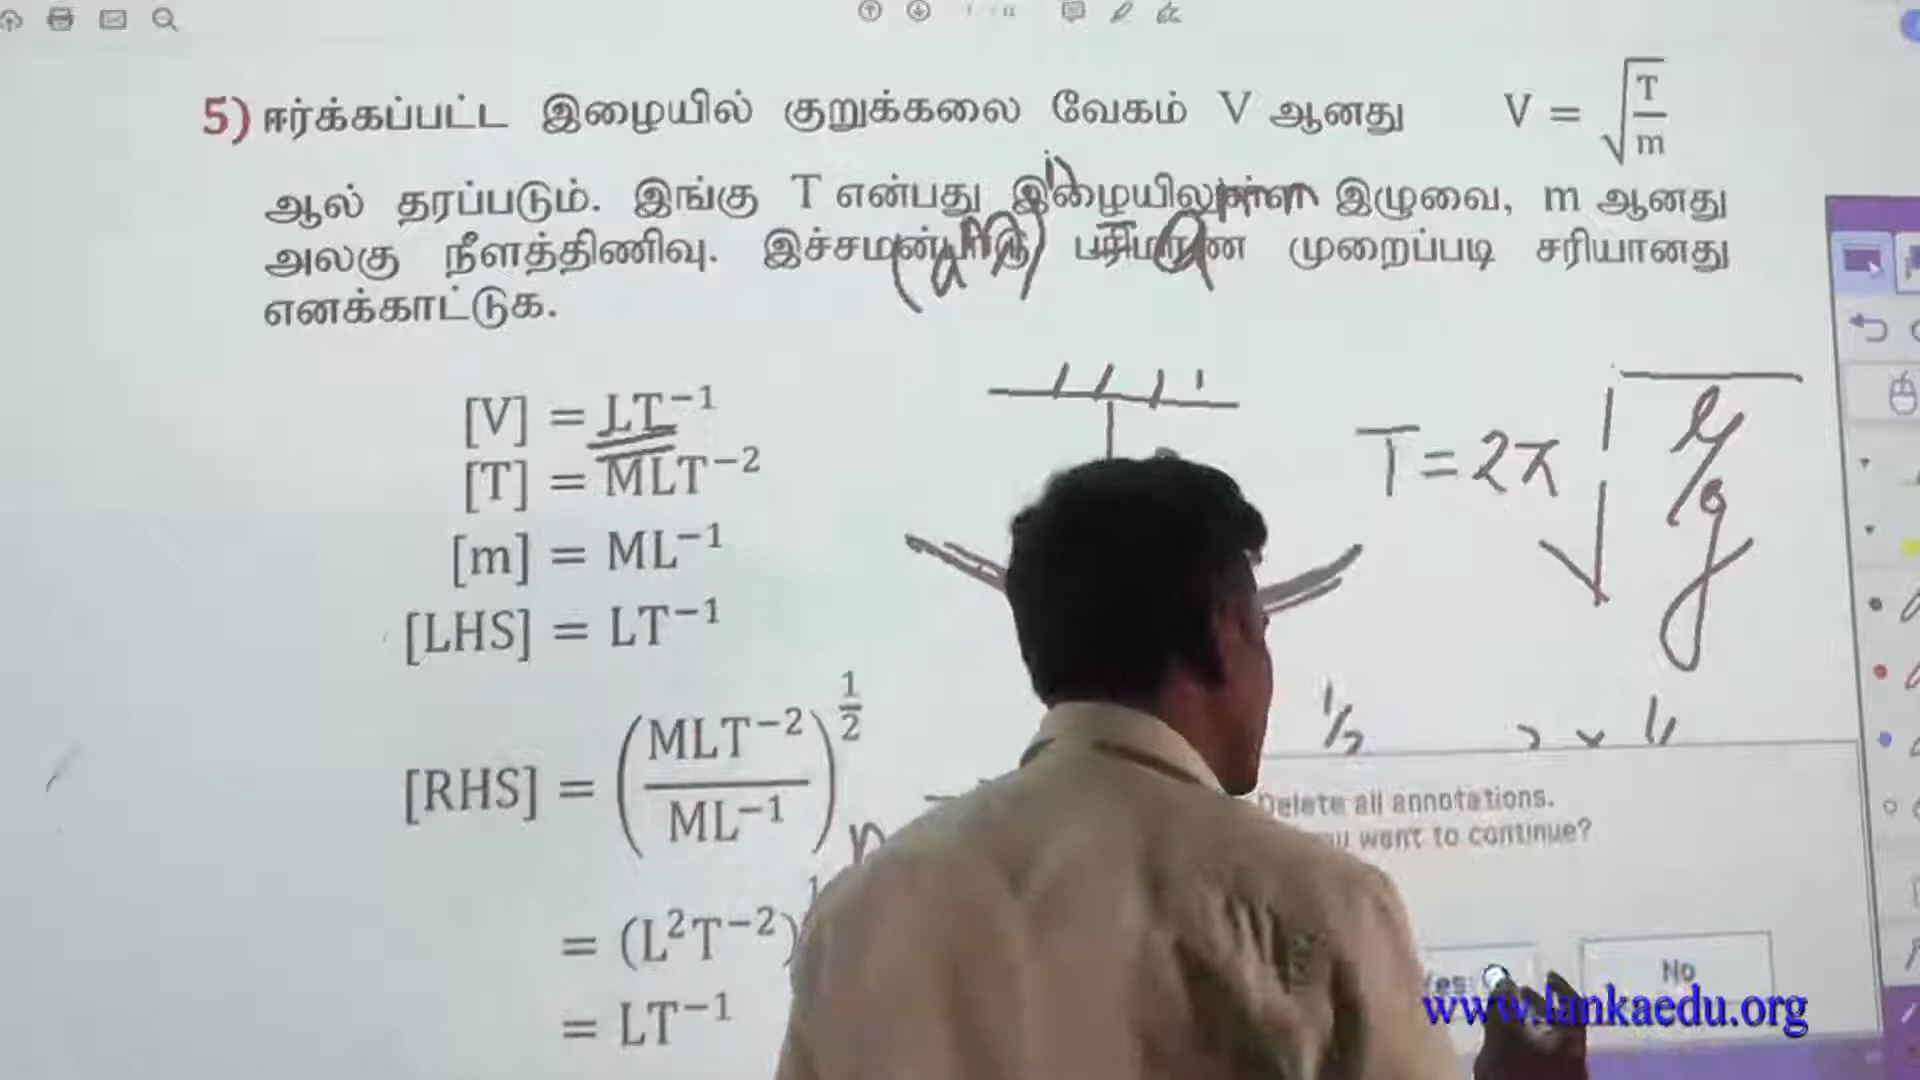 5) ஈர்க்கப்பட்ட இழையில் குறுக்கலை வேகம் V ஆனது V = √(T/m)
ஆல் தரப்படும். இங்கு T என்பது இழையிலுள்ள இழுவை, m ஆனது
அலகு நீளத்திணிவு. இச்சமன்பாடு பரிமாண முறைப்படி சரியானது
எனக்காட்டுக.
[V] = LT⁻¹
[T] = MLT⁻²
[m] = ML⁻¹
[LHS] = LT⁻¹
[RHS] = (MLT⁻²/ML⁻¹)^(1/2)
= (L²T⁻²)
= LT⁻¹
T = 2π √(l/g)
1/2
Delete all annotations.
want to continue?
No
www.lankaedu.org